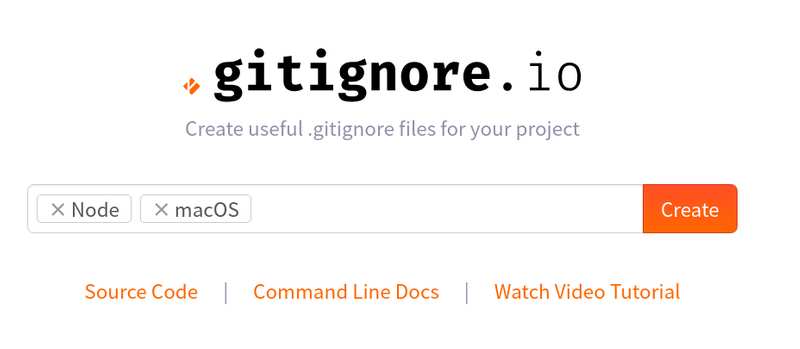 .gitignore.io
Create useful .gitignore files for your project
× Node × macOS Create
Source Code | Command Line Docs | Watch Video Tutorial